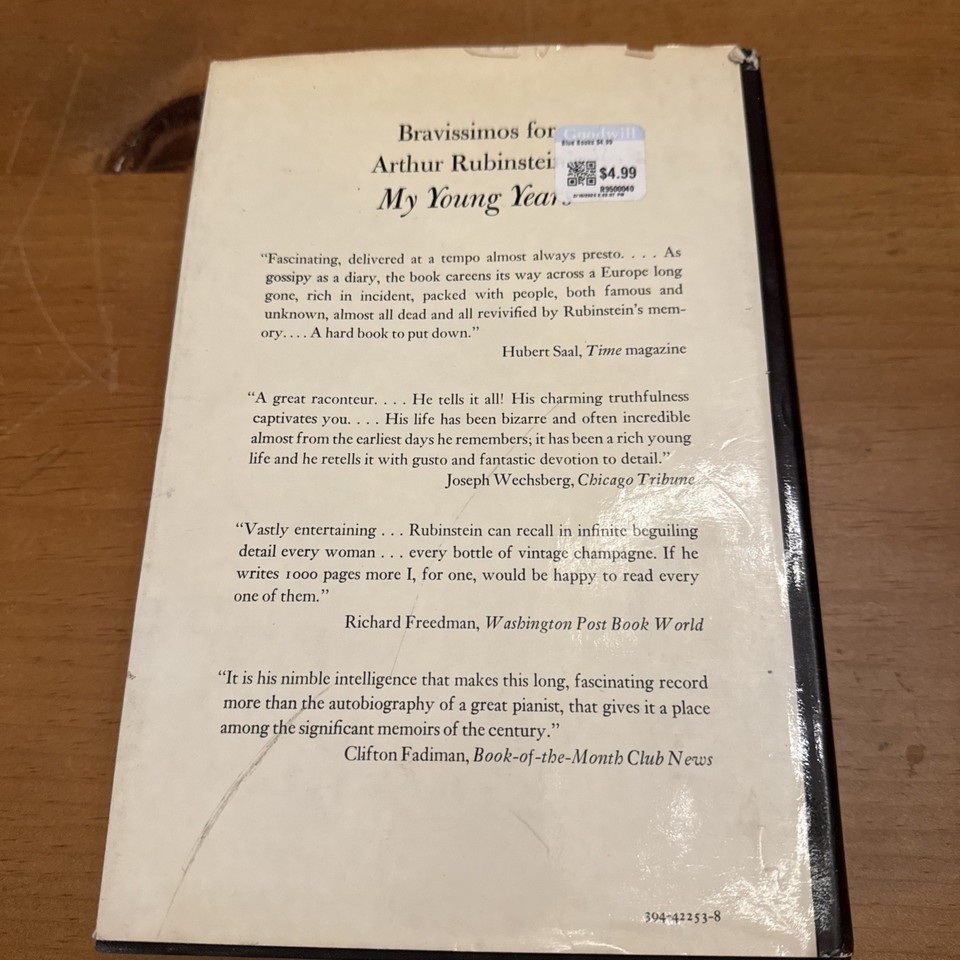 Bravissimos for
Arthur Rubinstein
My Young Years
Goodwill
Blue Books $4.99
$4.99
R9500040
“Fascinating, delivered at a tempo almost always presto. . . . As
gossipy as a diary, the book careens its way across a Europe long
gone, rich in incident, packed with people, both famous and
unknown, almost all dead and all revivified by Rubinstein’s mem-
ory. . . . A hard book to put down.”
Hubert Saal, Time magazine
“A great raconteur. . . . He tells it all! His charming truthfulness
captivates you. . . . His life has been bizarre and often incredible
almost from the earliest days he remembers; it has been a rich young
life and he retells it with gusto and fantastic devotion to detail.”
Joseph Wechsberg, Chicago Tribune
“Vastly entertaining . . . Rubinstein can recall in infinite beguiling
detail every woman . . . every bottle of vintage champagne. If he
writes 1000 pages more I, for one, would be happy to read every
one of them.”
Richard Freedman, Washington Post Book World
“It is his nimble intelligence that makes this long, fascinating record
more than the autobiography of a great pianist, that gives it a place
among the significant memoirs of the century.”
Clifton Fadiman, Book-of-the-Month Club News
394-42253-8